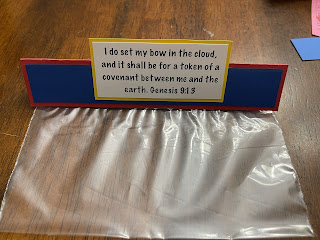 I do set my bow in the cloud,
and it shall be for a token of a
covenant between me and the
earth. Genesis 9:13